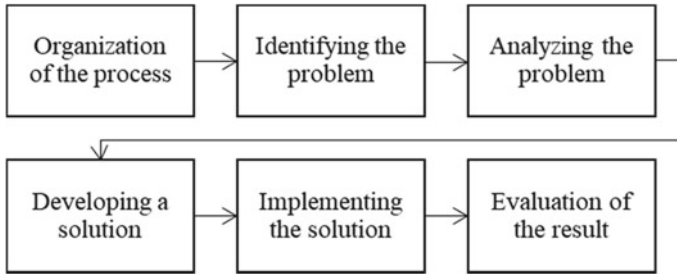 Organization
of the process
Identifying the
problem
Analyzing the
problem
Developing a
solution
Implementing
the solution
Evaluation of
the result